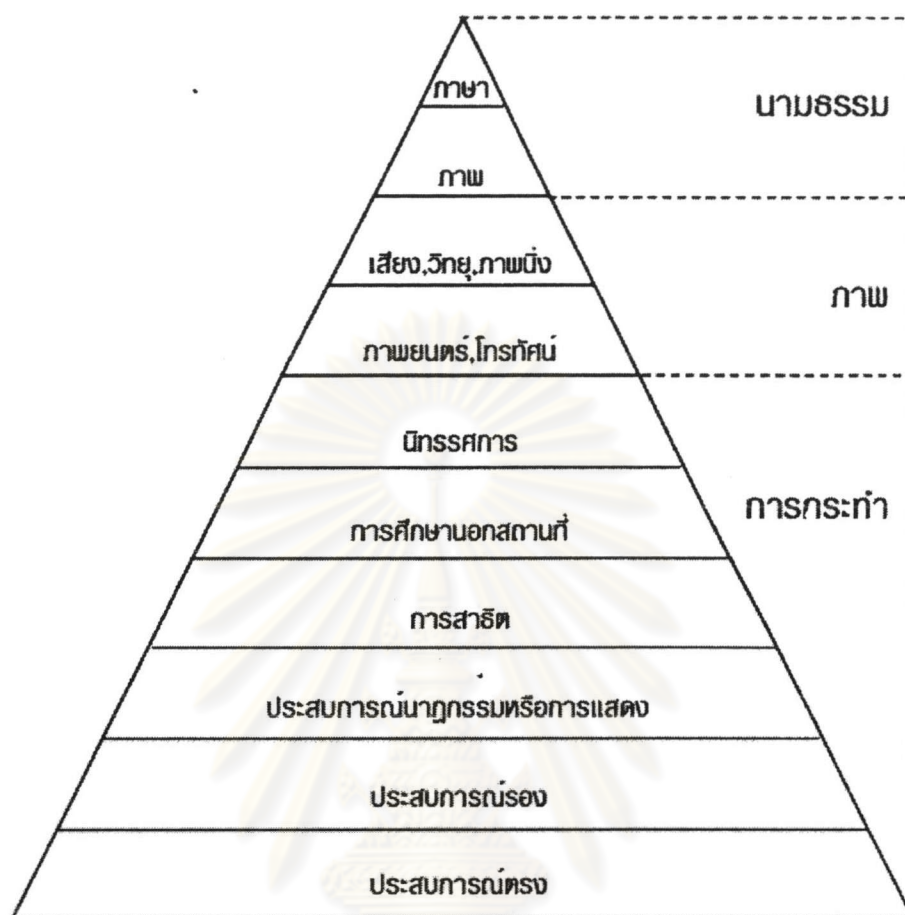 ภาษา
นามธรรม
ภาพ
เสียง,วิทยุ,ภาพนิ่ง
ภาพ
ภาพยนตร์,โทรทัศน์
นิทรรศการ
การกระทำ
การศึกษานอกสถานที่
การสาธิต
ประสบการณ์นาฏกรรมหรือการแสดง
ประสบการณ์รอง
ประสบการณ์ตรง